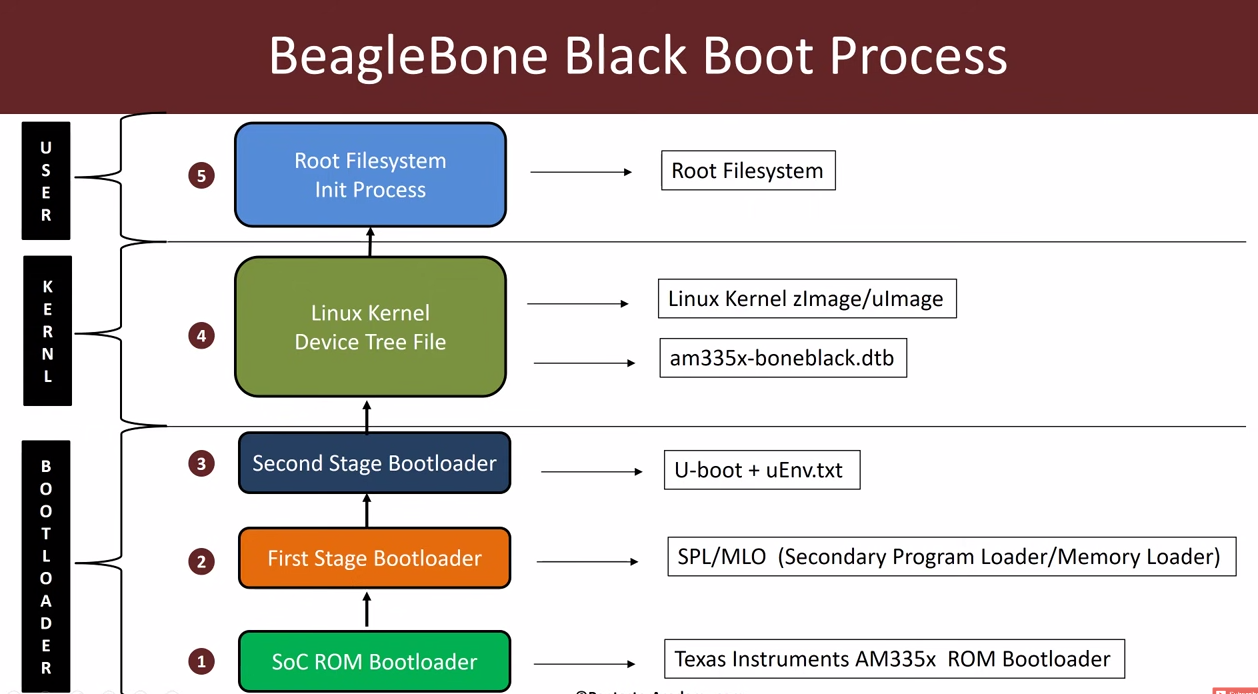 BeagleBone Black Boot Process
USER
5
Root Filesystem
Init Process
Root Filesystem
KERNL
4
Linux Kernel
Device Tree File
Linux Kernel zImage/uImage
am335x-boneblack.dtb
BOOTLOADER
3
Second Stage Bootloader
U-boot + uEnv.txt
2
First Stage Bootloader
SPL/MLO (Secondary Program Loader/Memory Loader)
1
SoC ROM Bootloader
Texas Instruments AM335x ROM Bootloader